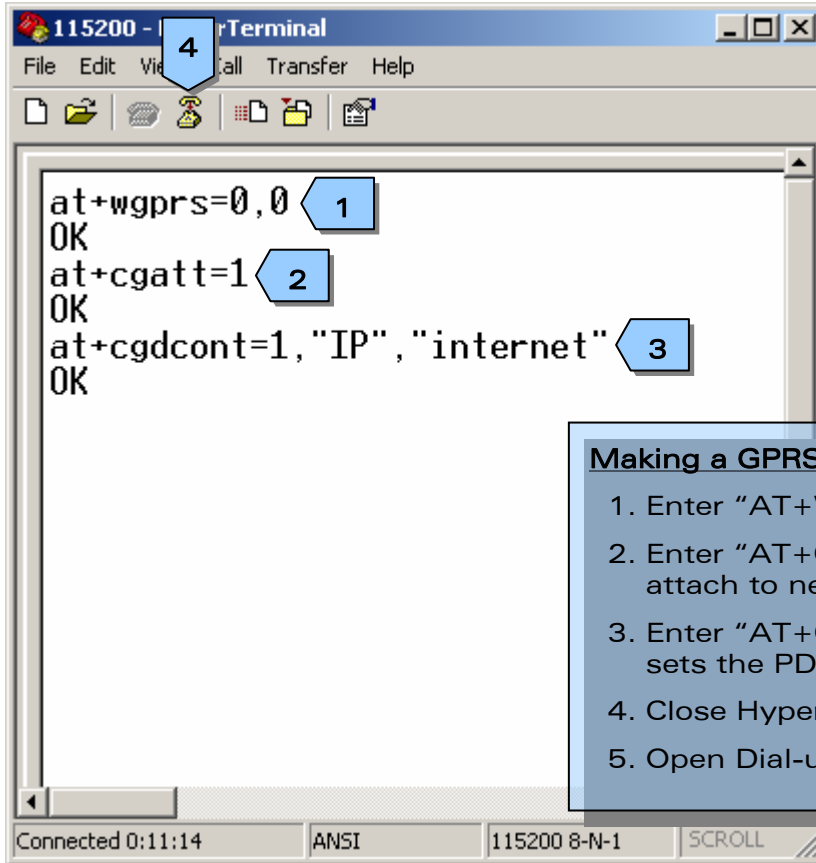 115200 - rTerminal
4
File Edit Vie Call Transfer Help
at+wgprs=0,0 1
OK
at+cgatt=1 2
OK
at+cgdcont=1,"IP","internet" 3
OK
Making a GPRS
1. Enter “AT+
2. Enter “AT+
attach to ne
3. Enter “AT+
sets the PD
4. Close Hyper
5. Open Dial-u
Connected 0:11:14 ANSI 115200 8-N-1 SCROLL